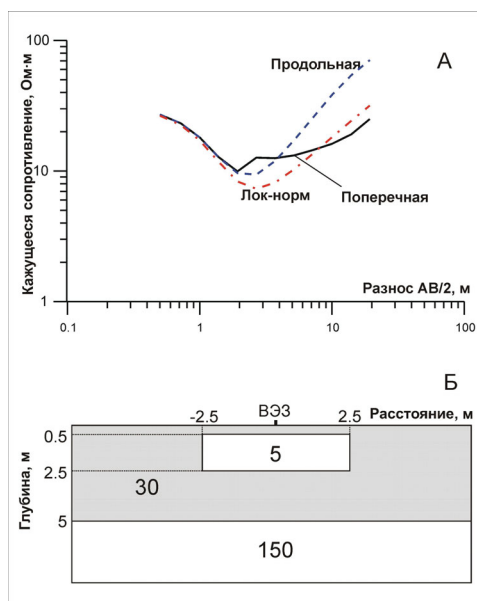 Кажущееся сопротивление, Ом·м
100
10
1
А
Продольная
Лок-норм
Поперечная
Разнос АВ/2, м
0.1
1
10
100
Б
-2.5
ВЭЗ
2.5
Расстояние, м
Глубина, м
0.5
2.5
5
5
30
150